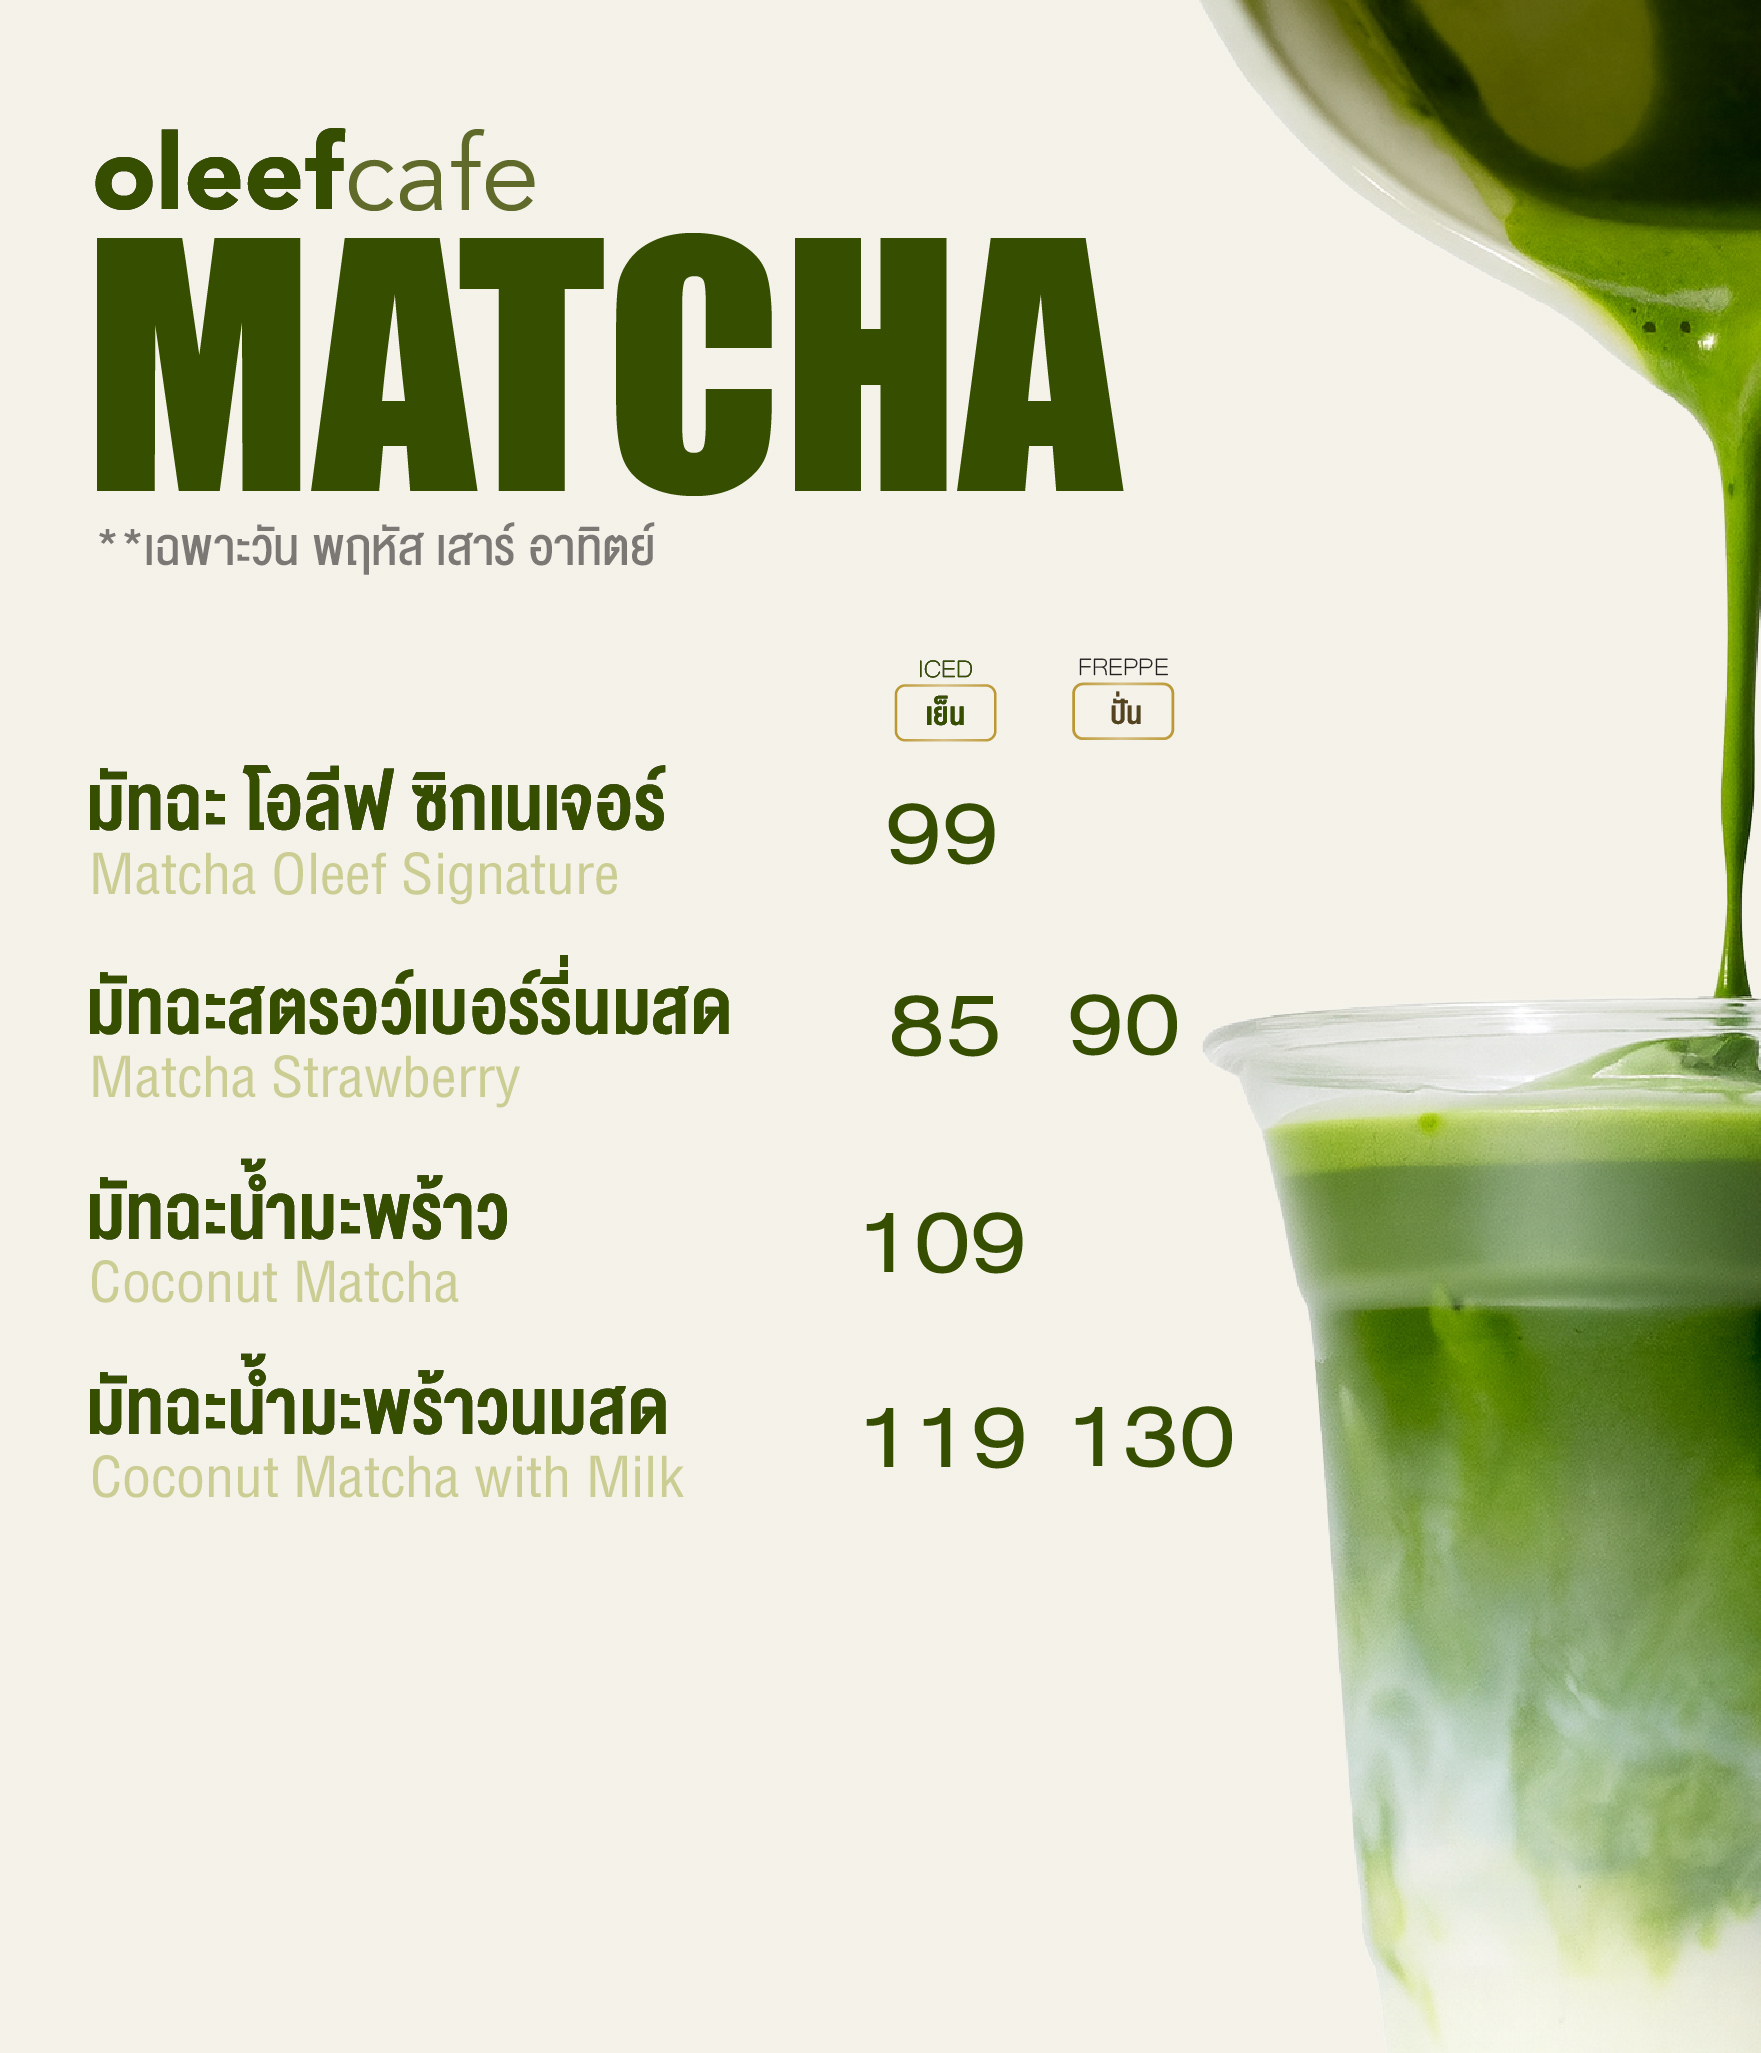 oleefcafe
MATCHA
**เฉพาะวัน พฤหัส เสาร์ อาทิตย์
ICED FREPPE
เย็น ปั่น
มัทฉะ โอลีฟ ซิกเนเจอร์
Matcha Oleef Signature
99
มัทฉะสตรอว์เบอร์รี่นมสด
Matcha Strawberry
85 90
มัทฉะน้ำมะพร้าว
Coconut Matcha
109
มัทฉะน้ำมะพร้าวนมสด
Coconut Matcha with Milk
119 130